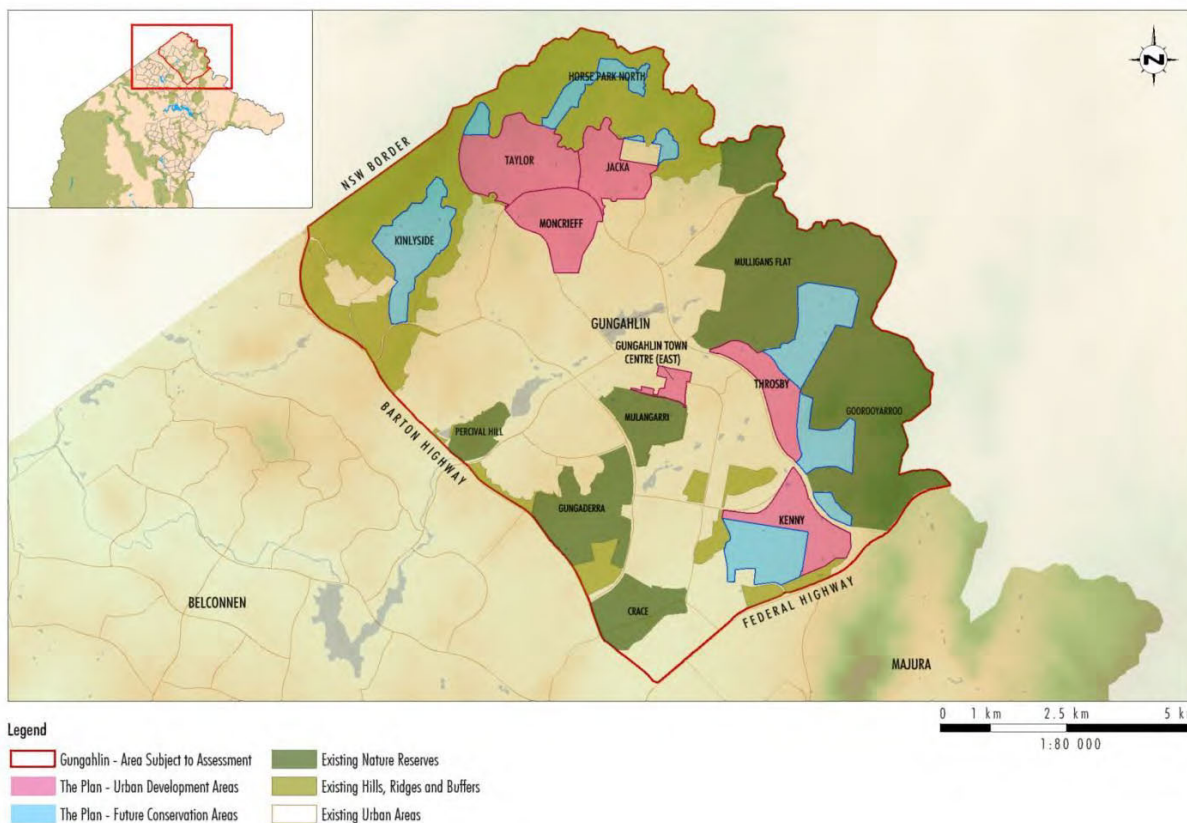 HORSE PARK NORTH
N
NSW BORDER
TAYLOR
JACKA
MONCRIEFF
KINLYSIDE
MULLIGANS FLAT
GUNGAHLIN
GUNGAHLIN TOWN
CENTRE (EAST)
THROSBY
GOOROOYARROO
MULANGARRI
PERCIVAL HILL
BARTON HIGHWAY
GUNGADERRA
KENNY
BELCONNEN
CRACE
FEDERAL HIGHWAY
MAJURA
0 1 km 2.5 km 5 km
1:80 000
Legend
Gungahlin - Area Subject to Assessment
The Plan - Urban Development Areas
The Plan - Future Conservation Areas
Existing Nature Reserves
Existing Hills, Ridges and Buffers
Existing Urban Areas